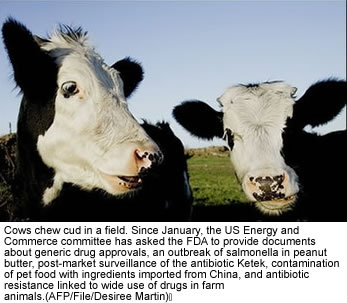 Cows chew cud in a field. Since January, the US Energy and
Commerce committee has asked the FDA to provide documents
about generic drug approvals, an outbreak of salmonella in peanut
butter, post-market surveillance of the antibiotic Ketek, contamination
of pet food with ingredients imported from China, and antibiotic
resistance linked to wide use of drugs in farm
animals.(AFP/File/Desiree Martin)